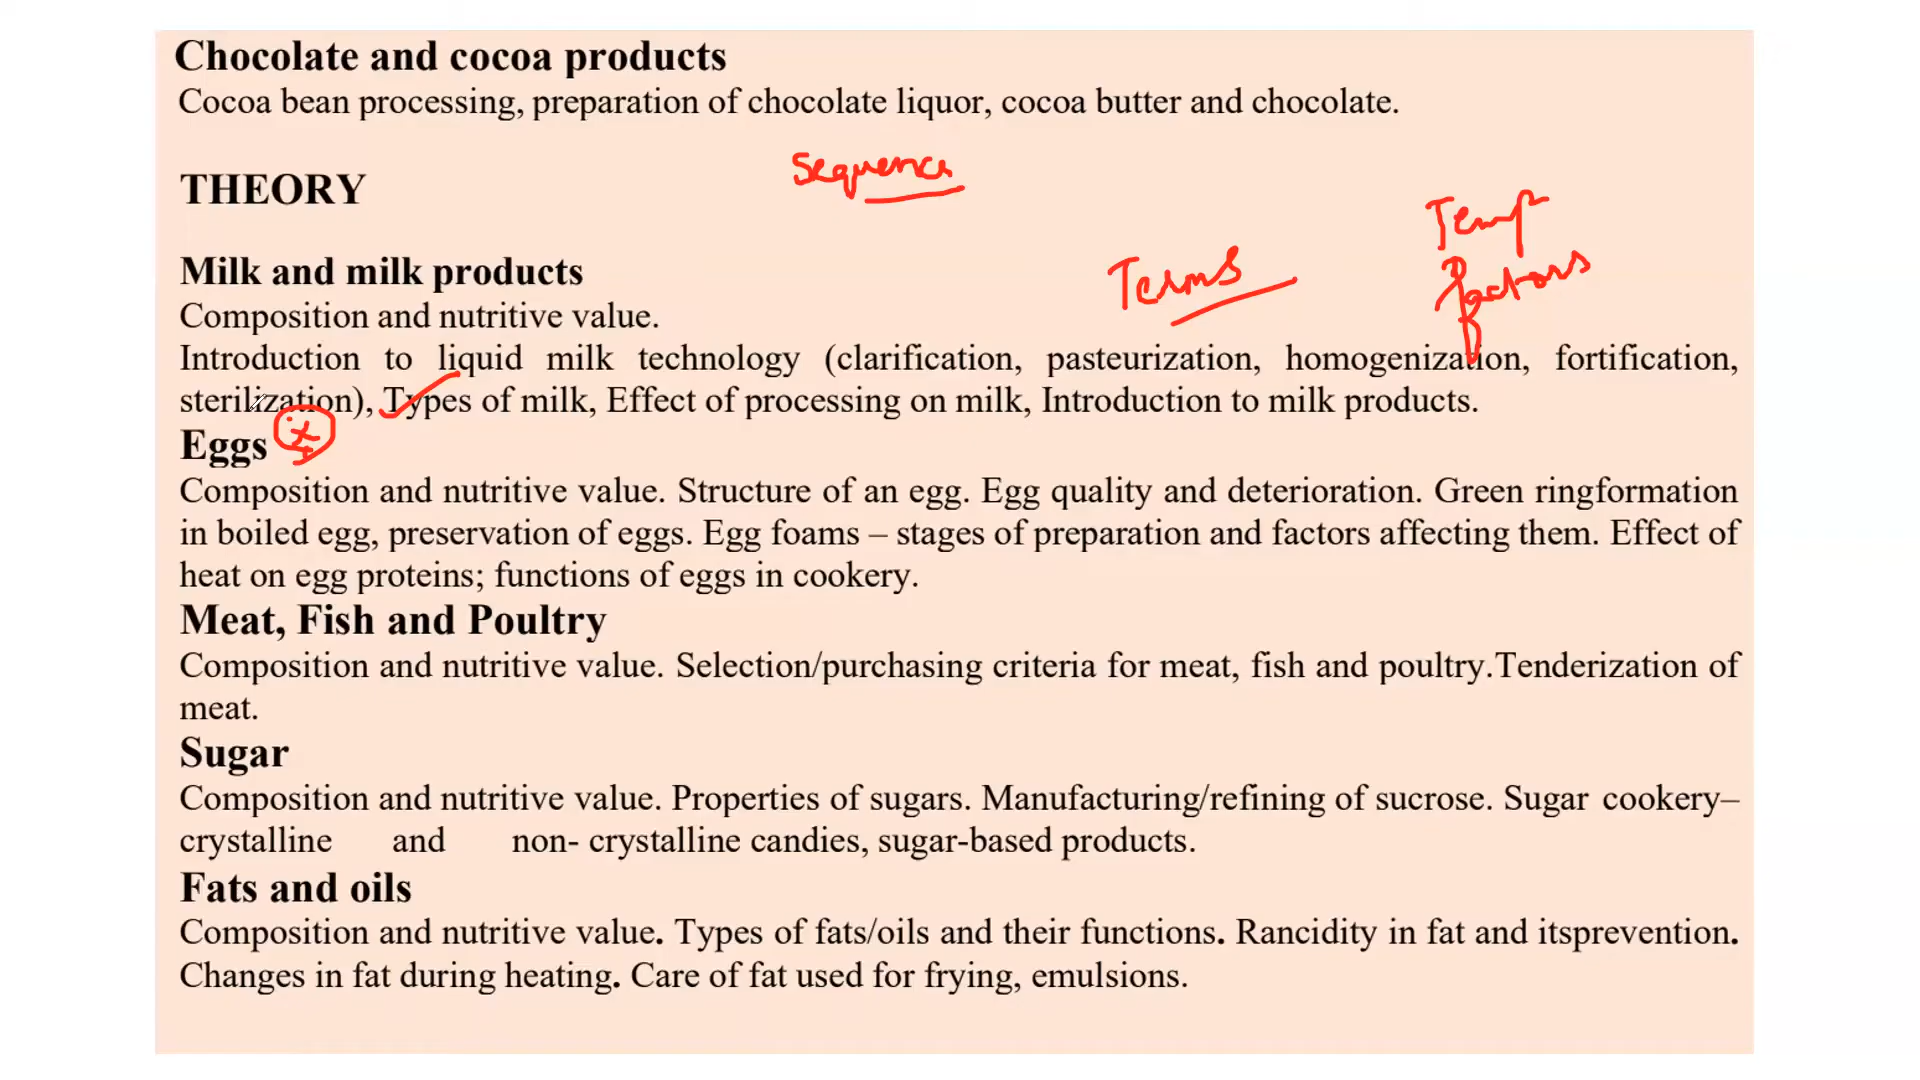 Chocolate and cocoa products
Cocoa bean processing, preparation of chocolate liquor, cocoa butter and chocolate.
Sequence
THEORY
Temp
factors
Terms
Milk and milk products
Composition and nutritive value.
Introduction to liquid milk technology (clarification, pasteurization, homogenization, fortification,
sterilization), Types of milk, Effect of processing on milk, Introduction to milk products.
Eggs
Composition and nutritive value. Structure of an egg. Egg quality and deterioration. Green ringformation
in boiled egg, preservation of eggs. Egg foams – stages of preparation and factors affecting them. Effect of
heat on egg proteins; functions of eggs in cookery.
Meat, Fish and Poultry
Composition and nutritive value. Selection/purchasing criteria for meat, fish and poultry.Tenderization of
meat.
Sugar
Composition and nutritive value. Properties of sugars. Manufacturing/refining of sucrose. Sugar cookery–
crystalline and non- crystalline candies, sugar-based products.
Fats and oils
Composition and nutritive value. Types of fats/oils and their functions. Rancidity in fat and itsprevention.
Changes in fat during heating. Care of fat used for frying, emulsions.